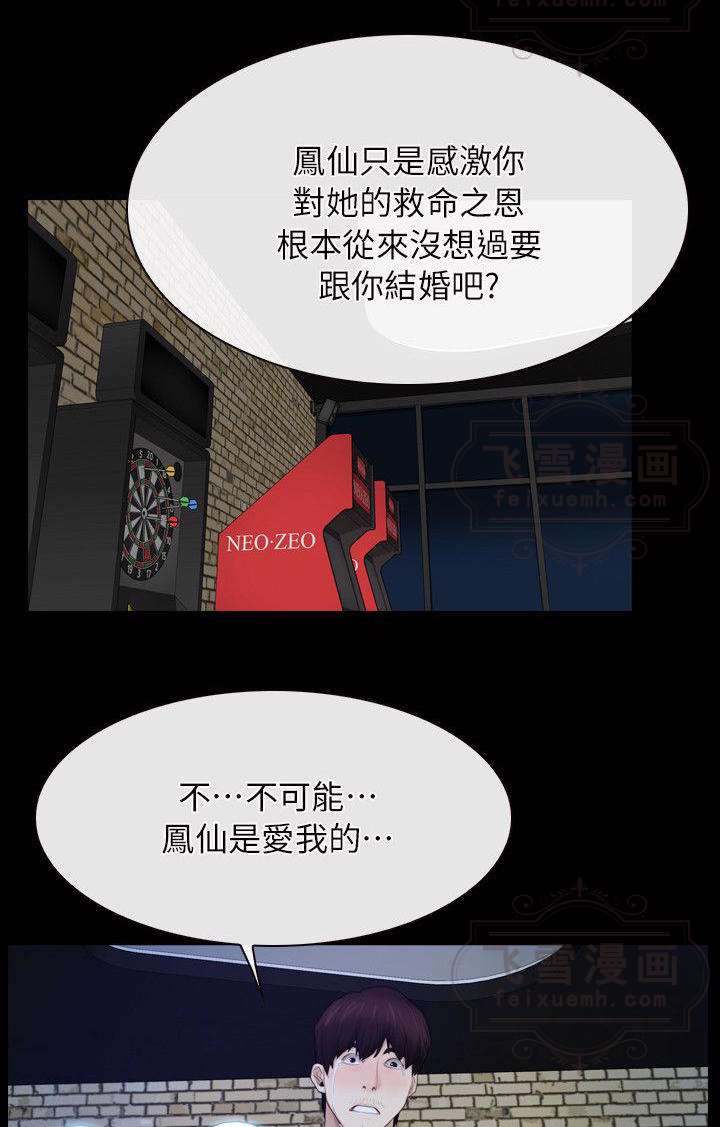 feixuemh.com
鳳仙只是感激你
對她的救命之恩
根本從來沒想過要
跟你結婚吧?
飞雪漫画
feixuemh.com
NEO·ZEO
不⋯不可能⋯
鳳仙是愛我的⋯
飞雪漫画
feixuemh.com